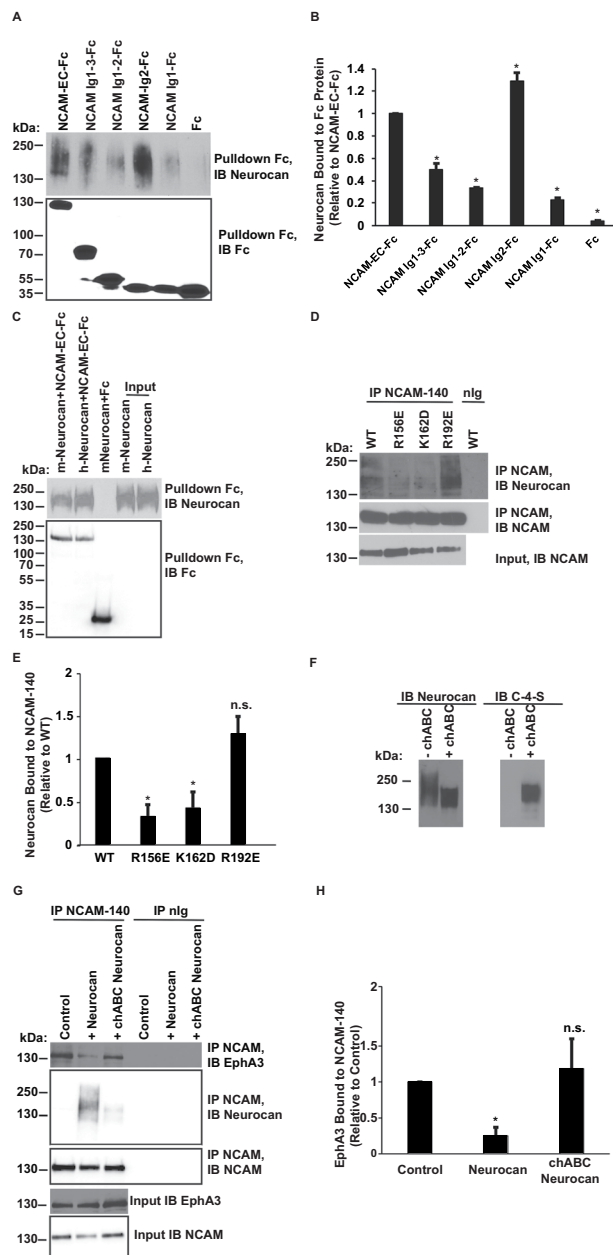 A
NCAM-EC-Fc
NCAM Ig1-3-Fc
NCAM Ig1-2-Fc
NCAM-Ig2-Fc
NCAM Ig1-Fc
Fc
kDa:
250
130
Pulldown Fc,
IB Neurocan
130
100
70
55
35
Pulldown Fc,
IB Fc
B
Neurocan Bound to Fc Protein
(Relative to NCAM-EC-Fc)
1.4
1.2
1
0.8
0.6
0.4
0.2
0
*
*
*
*
*
NCAM-EC-Fc
NCAM Ig1-3-Fc
NCAM Ig1-2-Fc
NCAM Ig2-Fc
NCAM Ig1-Fc
Fc
C
m-Neurocan+NCAM-EC-Fc
h-Neurocan+NCAM-EC-Fc
mNeurocan+Fc
Input
m-Neurocan
h-Neurocan
kDa:
250
130
Pulldown Fc,
IB Neurocan
250
130
100
70
55
35
25
15
Pulldown Fc,
IB Fc
D
IP NCAM-140
nIg
WT
R156E
K162D
R192E
WT
kDa:
250
130
IP NCAM,
IB Neurocan
130
IP NCAM,
IB NCAM
130
Input, IB NCAM
E
Neurocan Bound to NCAM-140
(Relative to WT)
2
1.5
1
0.5
0
*
*
n.s.
WT
R156E
K162D
R192E
F
IB Neurocan
IB C-4-S
- chABC
+ chABC
- chABC
+ chABC
kDa:
250
130
G
IP NCAM-140
IP nIg
Control
+ Neurocan
+ chABC Neurocan
Control
+ Neurocan
+ chABC Neurocan
kDa:
130
IP NCAM,
IB EphA3
250
130
IP NCAM,
IB Neurocan
130
IP NCAM,
IB NCAM
130
Input IB EphA3
130
Input IB NCAM
H
EphA3 Bound to NCAM-140
(Relative to Control)
2
1.5
1
0.5
0
*
n.s.
Control
Neurocan
chABC
Neurocan